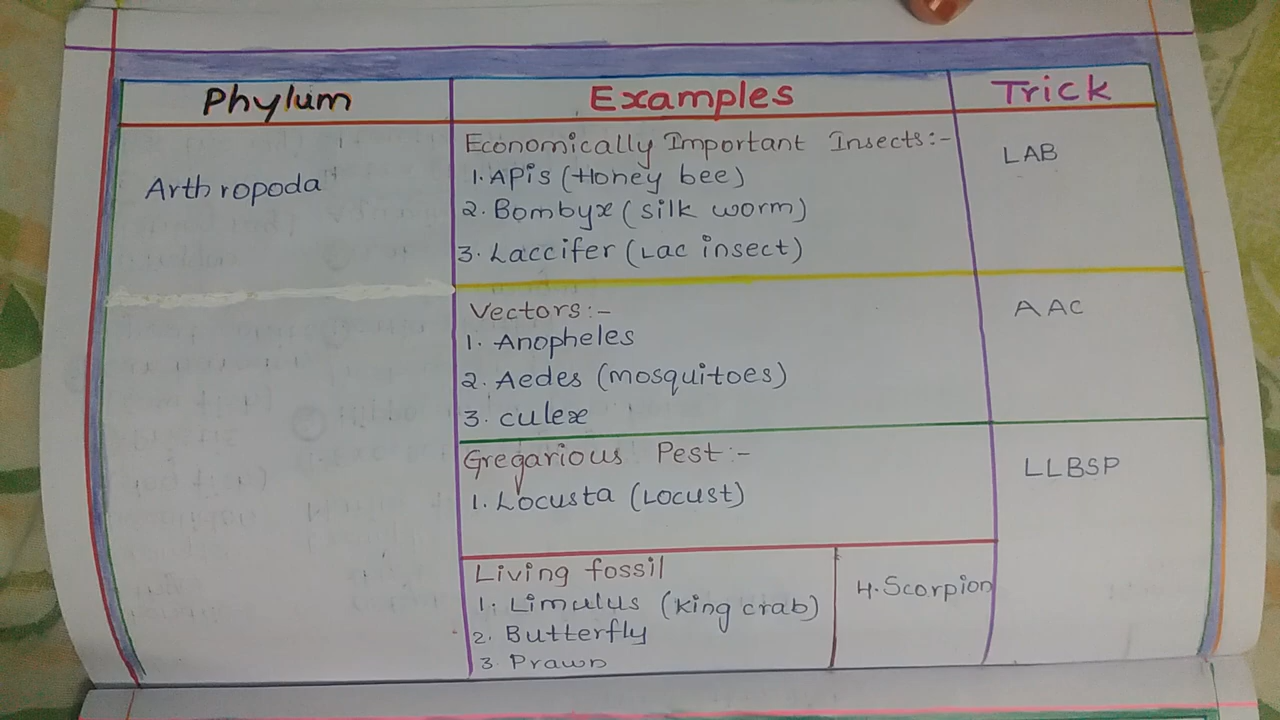 Phylum Examples Trick
Arthropoda
Economically Important Insects:-
1. APis (Honey bee)
2. Bombyx (silk worm)
3. Laccifer (Lac insect)
LAB
Vectors:-
1. Anopheles
2. Aedes (mosquitoes)
3. culex
AAC
Gregarious Pest:-
1. Locusta (Locust)
LLBSP
Living fossil
1. Limulus (King crab)
2. Butterfly
3. Prawn
4. Scorpion